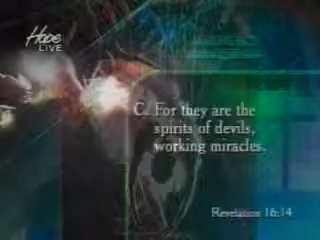 Hope
LIVE
C. For they are the
spirits of devils,
working miracles.
Revelation 16:14